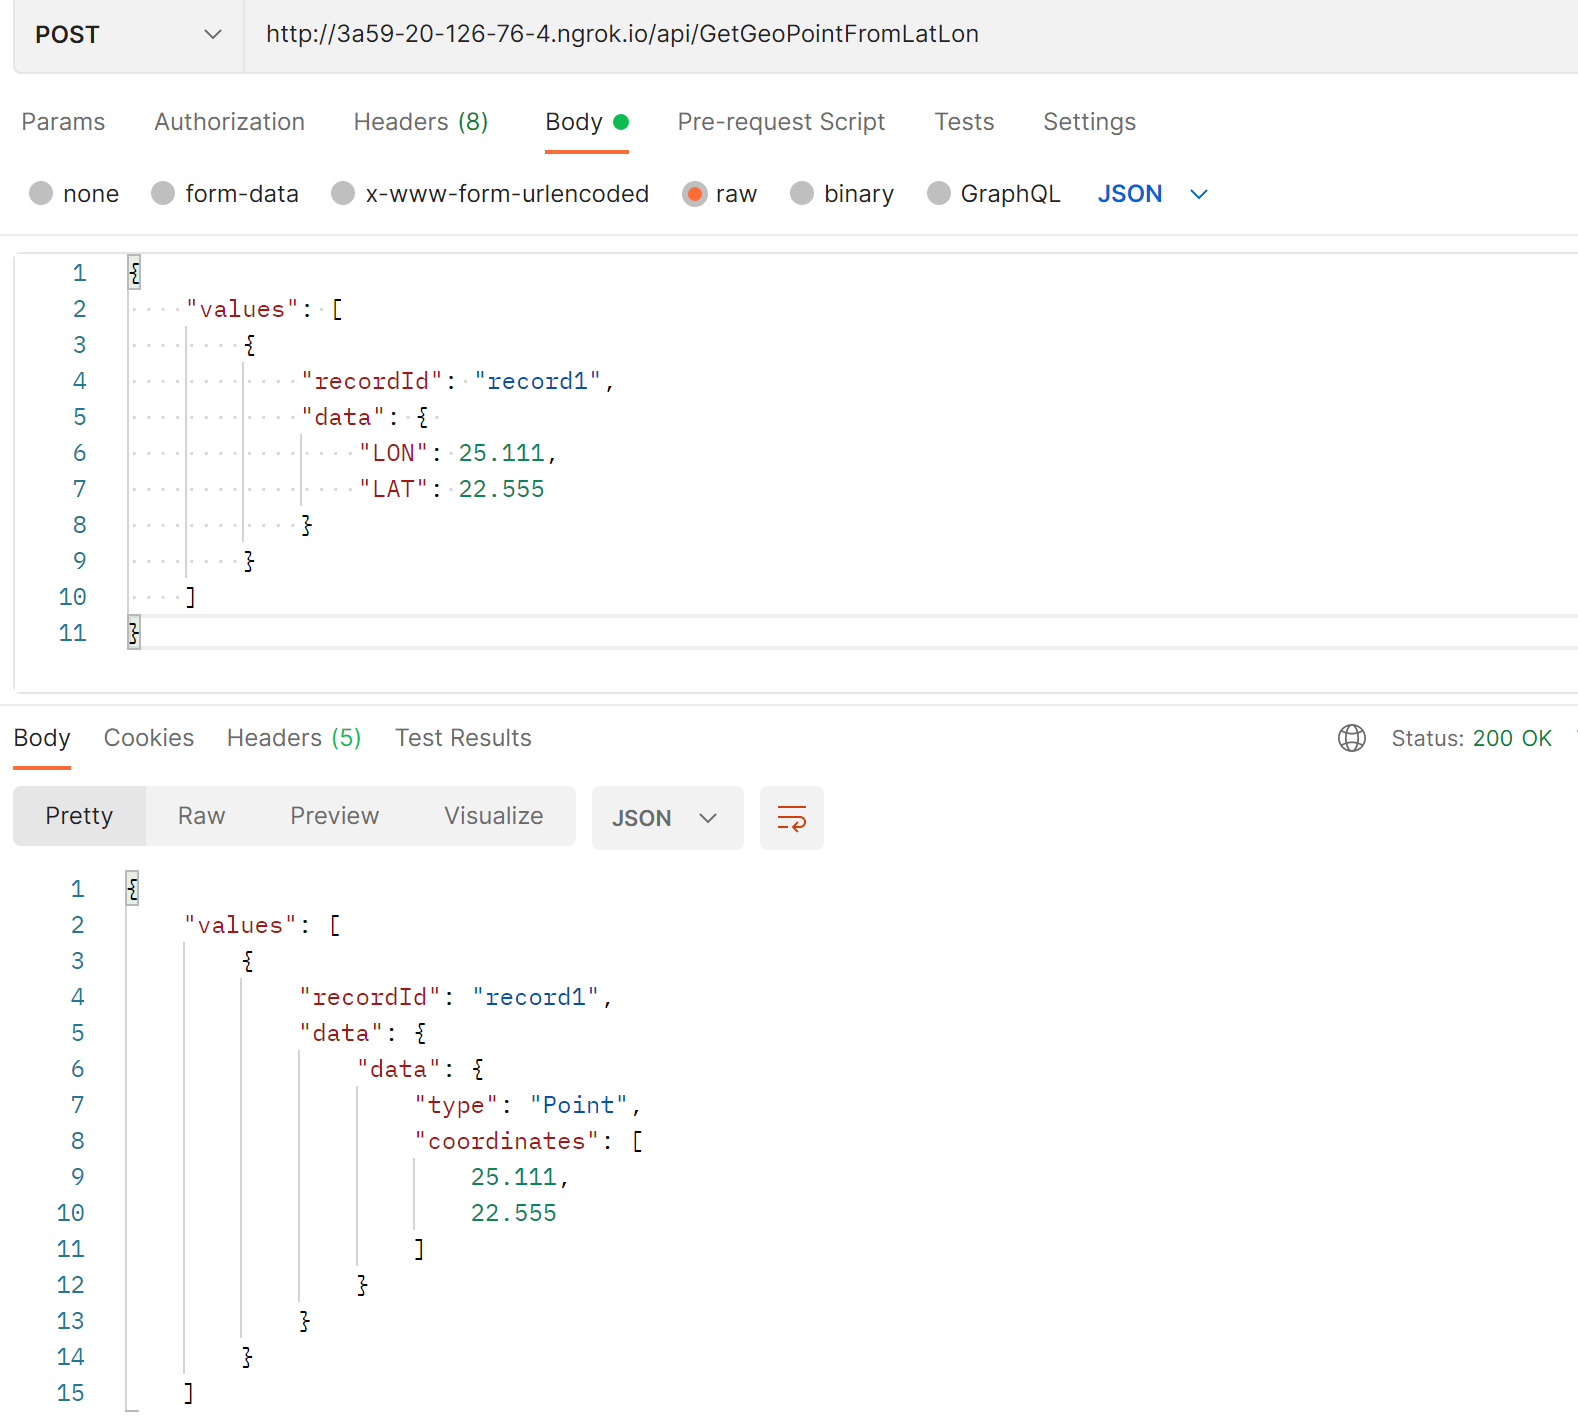 POST http://3a59-20-126-76-4.ngrok.io/api/GetGeoPointFromLatLon
Params Authorization Headers (8) Body Pre-request Script Tests Settings
none form-data x-www-form-urlencoded raw binary GraphQL JSON
1 {
2 "values": [
3 {
4 "recordId": "record1",
5 "data": {
6 "LON": 25.111,
7 "LAT": 22.555
8 }
9 }
10 ]
11 }
Body Cookies Headers (5) Test Results Status: 200 OK
Pretty Raw Preview Visualize JSON
1 {
2 "values": [
3 {
4 "recordId": "record1",
5 "data": {
6 "data": {
7 "type": "Point",
8 "coordinates": [
9 25.111,
10 22.555
11 ]
12 }
13 }
14 }
15 ]